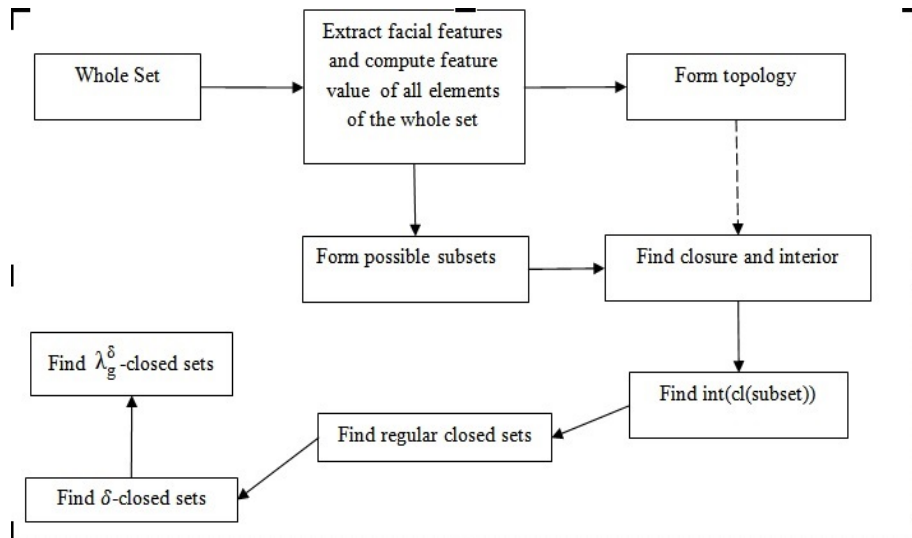 Whole Set
Extract facial features
and compute feature
value of all elements
of the whole set
Form topology
Form possible subsets
Find closure and interior
Find λgδ-closed sets
Find int(cl(subset))
Find regular closed sets
Find δ-closed sets